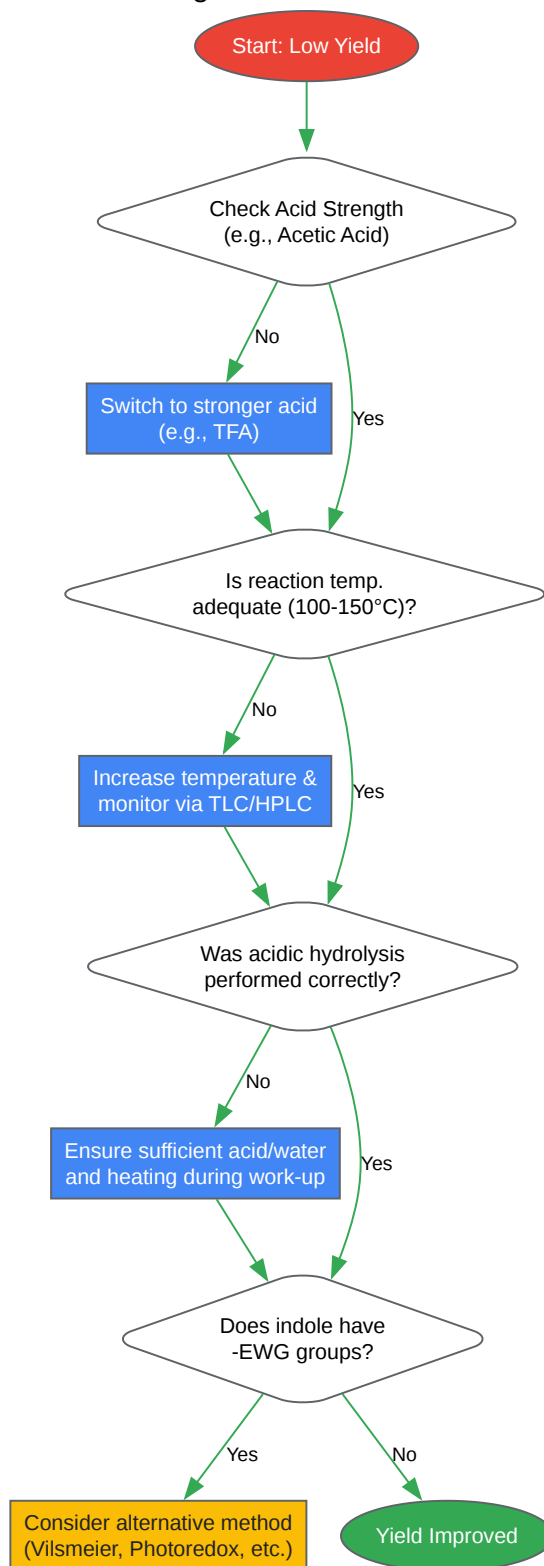 Start: Low Yield
Check Acid Strength
(e.g., Acetic Acid)
No
Switch to stronger acid
(e.g., TFA)
Yes
Is reaction temp.
adequate (100-150°C)?
No
Increase temperature &
monitor via TLC/HPLC
Yes
Was acidic hydrolysis
performed correctly?
No
Ensure sufficient acid/water
and heating during work-up
Yes
Does indole have
-EWG groups?
Yes
No
Consider alternative method
(Vilsmeier, Photoredox, etc.)
Yield Improved